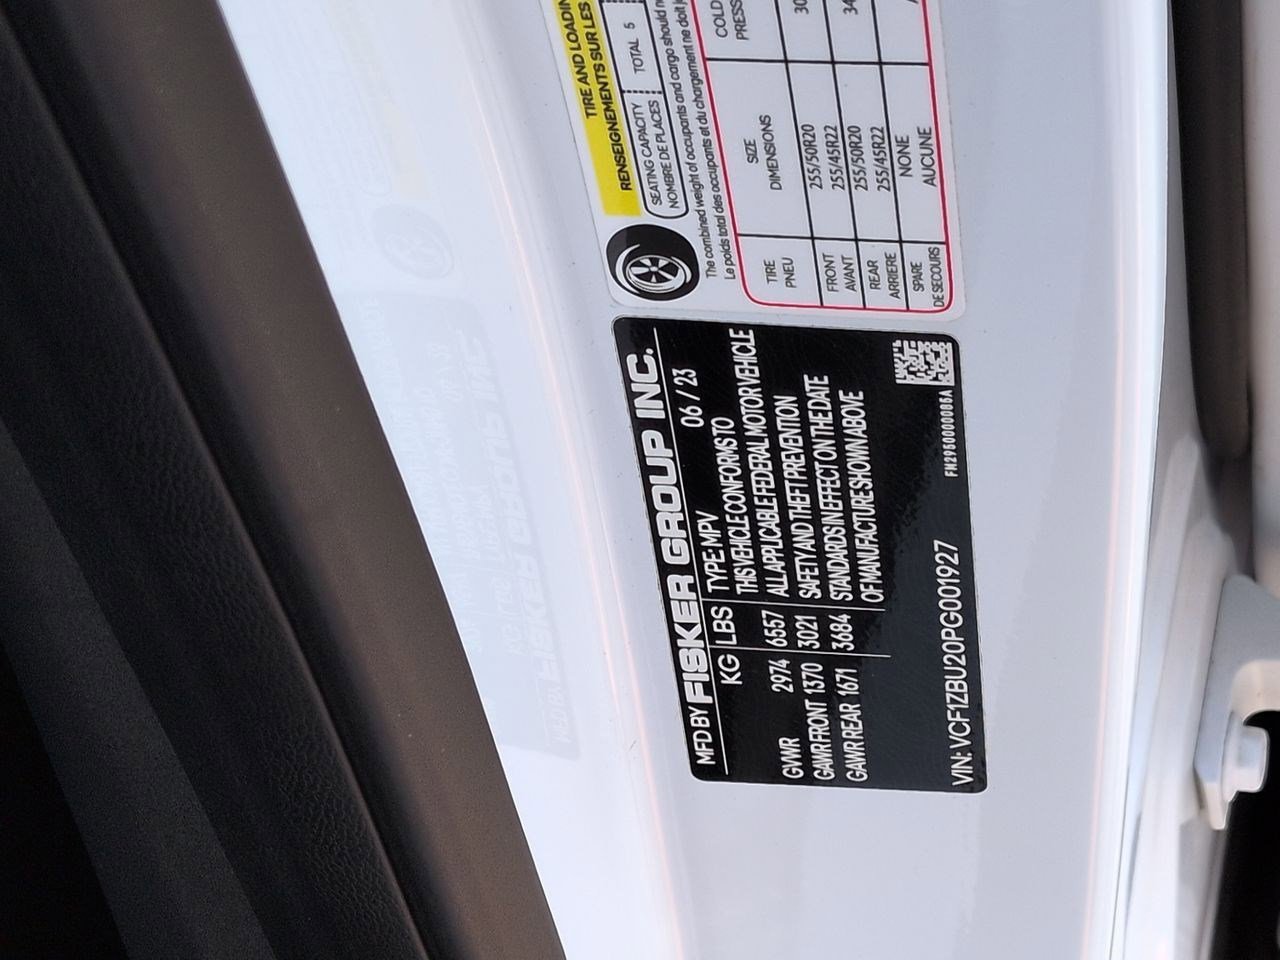 MFD BY FISKER GROUP INC.
KG LBS TYPE: MPV 06 / 23
GVWR 2974 6557
GAWR FRONT 1370 3021
GAWR REAR 1671 3684
THIS VEHICLE CONFORMS TO
ALL APPLICABLE FEDERAL MOTOR VEHICLE
SAFETY AND THEFT PREVENTION
STANDARDS IN EFFECT ON THE DATE
OF MANUFACTURE SHOWN ABOVE
FM29S0000006A
VIN: VCF1ZBU20PG001927
TIRE AND LOADIN
RENSEIGNEMENTS SUR LES
SEATING CAPACITY TOTAL 5
NOMBRE DE PLACES
The combined weight of occupants and cargo should n
Le poids total des occupants et du chargement ne doit j
TIRE SIZE COLD
PNEU DIMENSIONS PRESS
FRONT 255/50R20 30
AVANT 255/45R22
REAR 255/50R20 34
ARRIERE 255/45R22
SPARE NONE
DE SECOURS AUCUNE